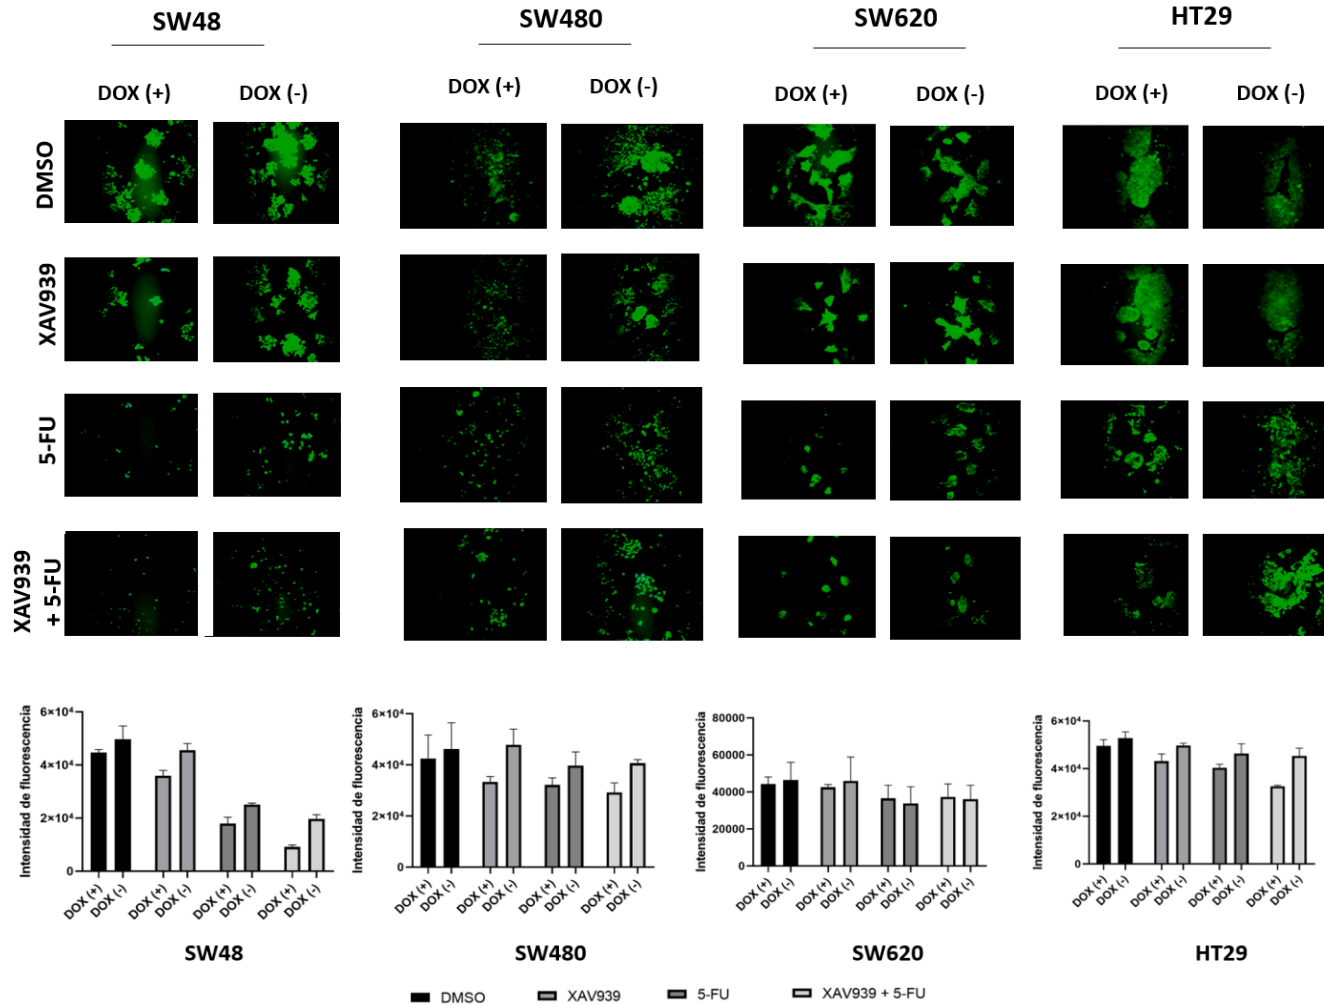 SW48
SW480
SW620
HT29
DOX (+)
DOX (-)
DOX (+)
DOX (-)
DOX (+)
DOX (-)
DOX (+)
DOX (-)
DMSO
XAV939
5-FU
XAV939
+ 5-FU
Intensidad de fluorescencia
6×10⁴
4×10⁴
2×10⁴
0
DOX (+)
DOX (-)
DOX (+)
DOX (-)
DOX (+)
DOX (-)
DOX (+)
DOX (-)
SW48
Intensidad de fluorescencia
6×10⁴
4×10⁴
2×10⁴
0
DOX (+)
DOX (-)
DOX (+)
DOX (-)
DOX (+)
DOX (-)
DOX (+)
DOX (-)
SW480
Intensidad de fluorescencia
80000
60000
40000
20000
0
DOX (+)
DOX (-)
DOX (+)
DOX (-)
DOX (+)
DOX (-)
DOX (+)
DOX (-)
SW620
Intensidad de fluorescencia
6×10⁴
4×10⁴
2×10⁴
0
DOX (+)
DOX (-)
DOX (+)
DOX (-)
DOX (+)
DOX (-)
DOX (+)
DOX (-)
HT29
DMSO
XAV939
5-FU
XAV939 + 5-FU